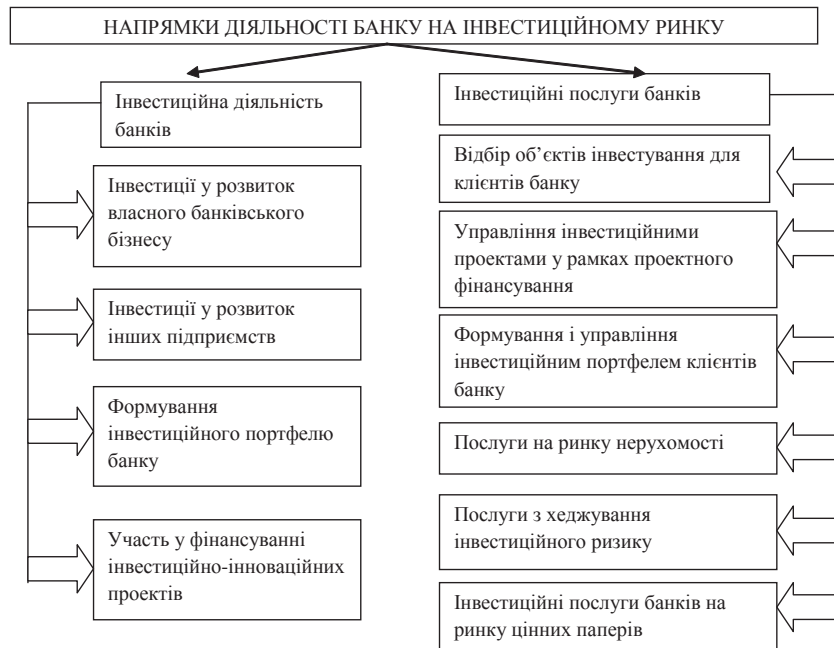 НАПРЯМКИ ДІЯЛЬНОСТІ БАНКУ НА ІНВЕСТИЦІЙНОМУ РИНКУ
Інвестиційна діяльність
банків
Інвестиції у розвиток
власного банківського
бізнесу
Інвестиції у розвиток
інших підприємств
Формування
інвестиційного портфелю
банку
Участь у фінансуванні
інвестиційно-інноваційних
проектів
Інвестиційні послуги банків
Відбір об’єктів інвестування для
клієнтів банку
Управління інвестиційними
проектами у рамках проектного
фінансування
Формування і управління
інвестиційним портфелем клієнтів
банку
Послуги на ринку нерухомості
Послуги з хеджування
інвестиційного ризику
Інвестиційні послуги банків на
ринку цінних паперів